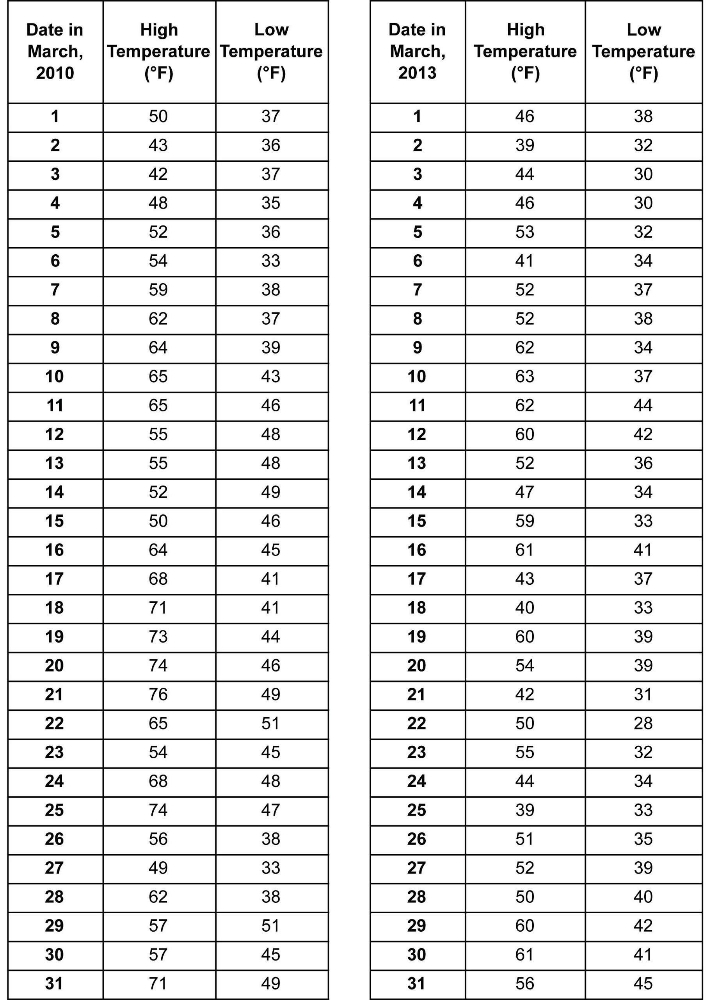 Date in March, 2010 High Temperature (°F) Low Temperature (°F)
1 50 37
2 43 36
3 42 37
4 48 35
5 52 36
6 54 33
7 59 38
8 62 37
9 64 39
10 65 43
11 65 46
12 55 48
13 55 48
14 52 49
15 50 46
16 64 45
17 68 41
18 71 41
19 73 44
20 74 46
21 76 49
22 65 51
23 54 45
24 68 48
25 74 47
26 56 38
27 49 33
28 62 38
29 57 51
30 57 45
31 71 49
Date in March, 2013 High Temperature (°F) Low Temperature (°F)
1 46 38
2 39 32
3 44 30
4 46 30
5 53 32
6 41 34
7 52 37
8 52 38
9 62 34
10 63 37
11 62 44
12 60 42
13 52 36
14 47 34
15 59 33
16 61 41
17 43 37
18 40 33
19 60 39
20 54 39
21 42 31
22 50 28
23 55 32
24 44 34
25 39 33
26 51 35
27 52 39
28 50 40
29 60 42
30 61 41
31 56 45